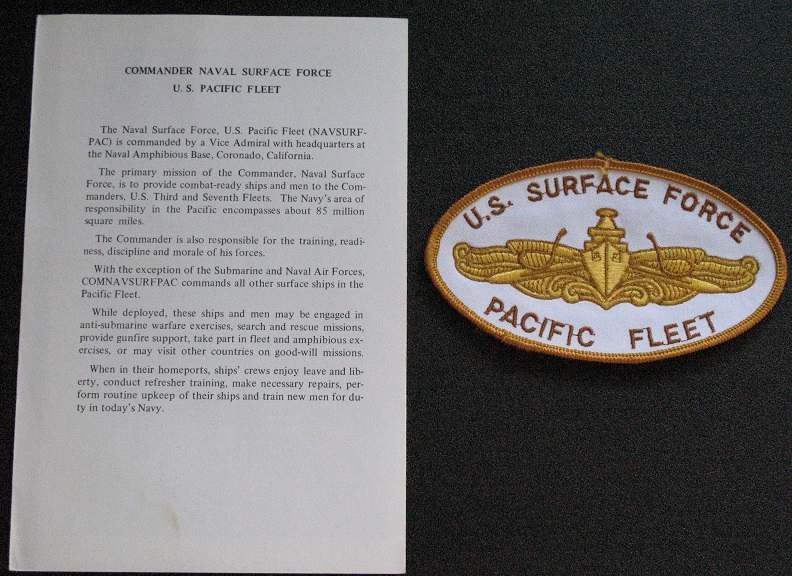 COMMANDER NAVAL SURFACE FORCE
U. S. PACIFIC FLEET
The Naval Surface Force, U.S. Pacific Fleet (NAVSURF-
PAC) is commanded by a Vice Admiral with headquarters at
the Naval Amphibious Base, Coronado, California.
The primary mission of the Commander, Naval Surface
Force, is to provide combat-ready ships and men to the Com-
manders, U.S. Third and Seventh Fleets. The Navy's area of
responsibility in the Pacific encompasses about 85 million
square miles.
The Commander is also responsible for the training, readi-
ness, discipline and morale of his forces.
With the exception of the Submarine and Naval Air Forces,
COMNAVSURFPAC commands all other surface ships in the
Pacific Fleet.
While deployed, these ships and men may be engaged in
anti-submarine warfare exercises, search and rescue missions,
provide gunfire support, take part in fleet and amphibious ex-
ercises, or may visit other countries on good-will missions.
When in their homeports, ships' crews enjoy leave and lib-
erty, conduct refresher training, make necessary repairs, per-
form routine upkeep of their ships and train new men for du-
ty in today's Navy.
U.S. SURFACE FORCE
PACIFIC FLEET